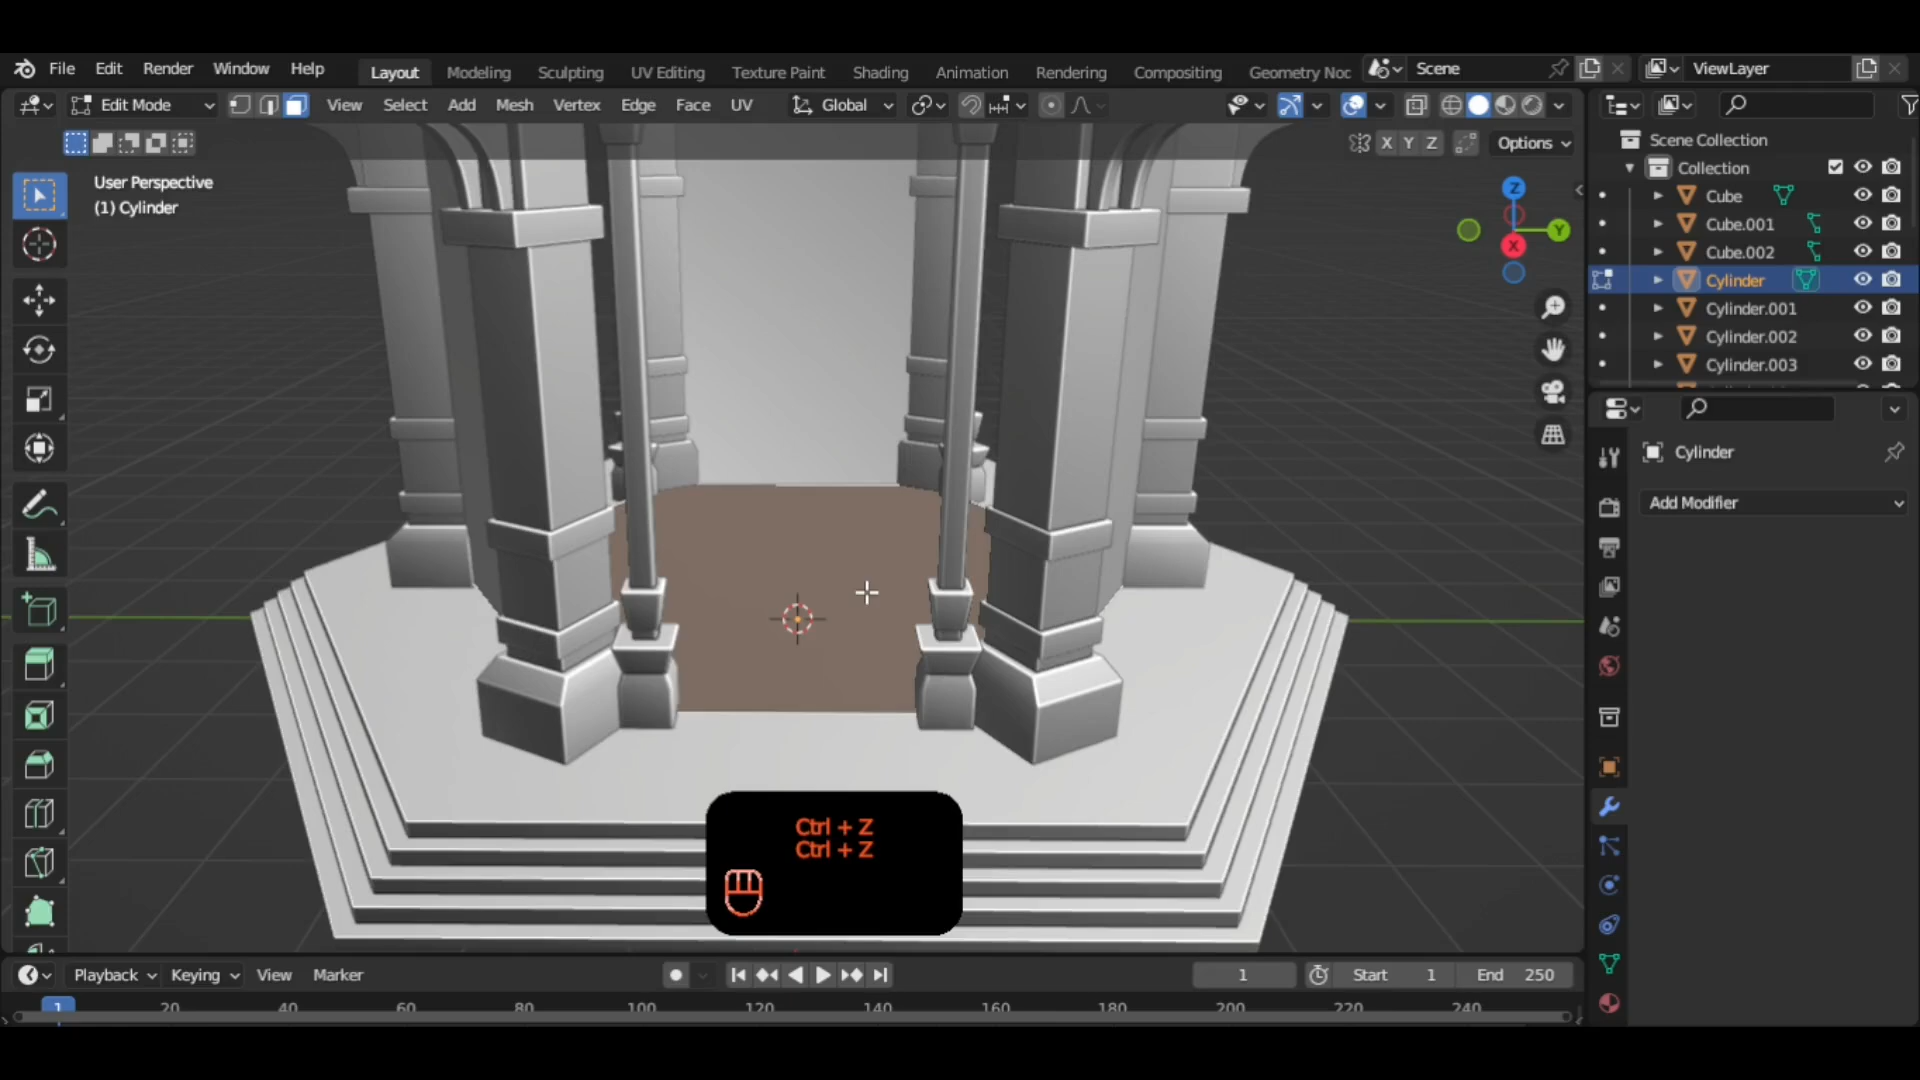 File Edit Render Window Help Layout Modeling Sculpting UV Editing Texture Paint Shading Animation Rendering Compositing Geometry Noc Scene ViewLayer
Edit Mode View Select Add Mesh Vertex Edge Face UV Global
X Y Z Options
User Perspective
(1) Cylinder
Z
Y
X
Scene Collection
Collection
Cube
Cube.001
Cube.002
Cylinder
Cylinder.001
Cylinder.002
Cylinder.003
Cylinder
Add Modifier
Ctrl + Z
Ctrl + Z
Playback Keying View Marker 1 Start 1 End 250
1 20 40 60 80 100 120 140 160 180 200 220 240